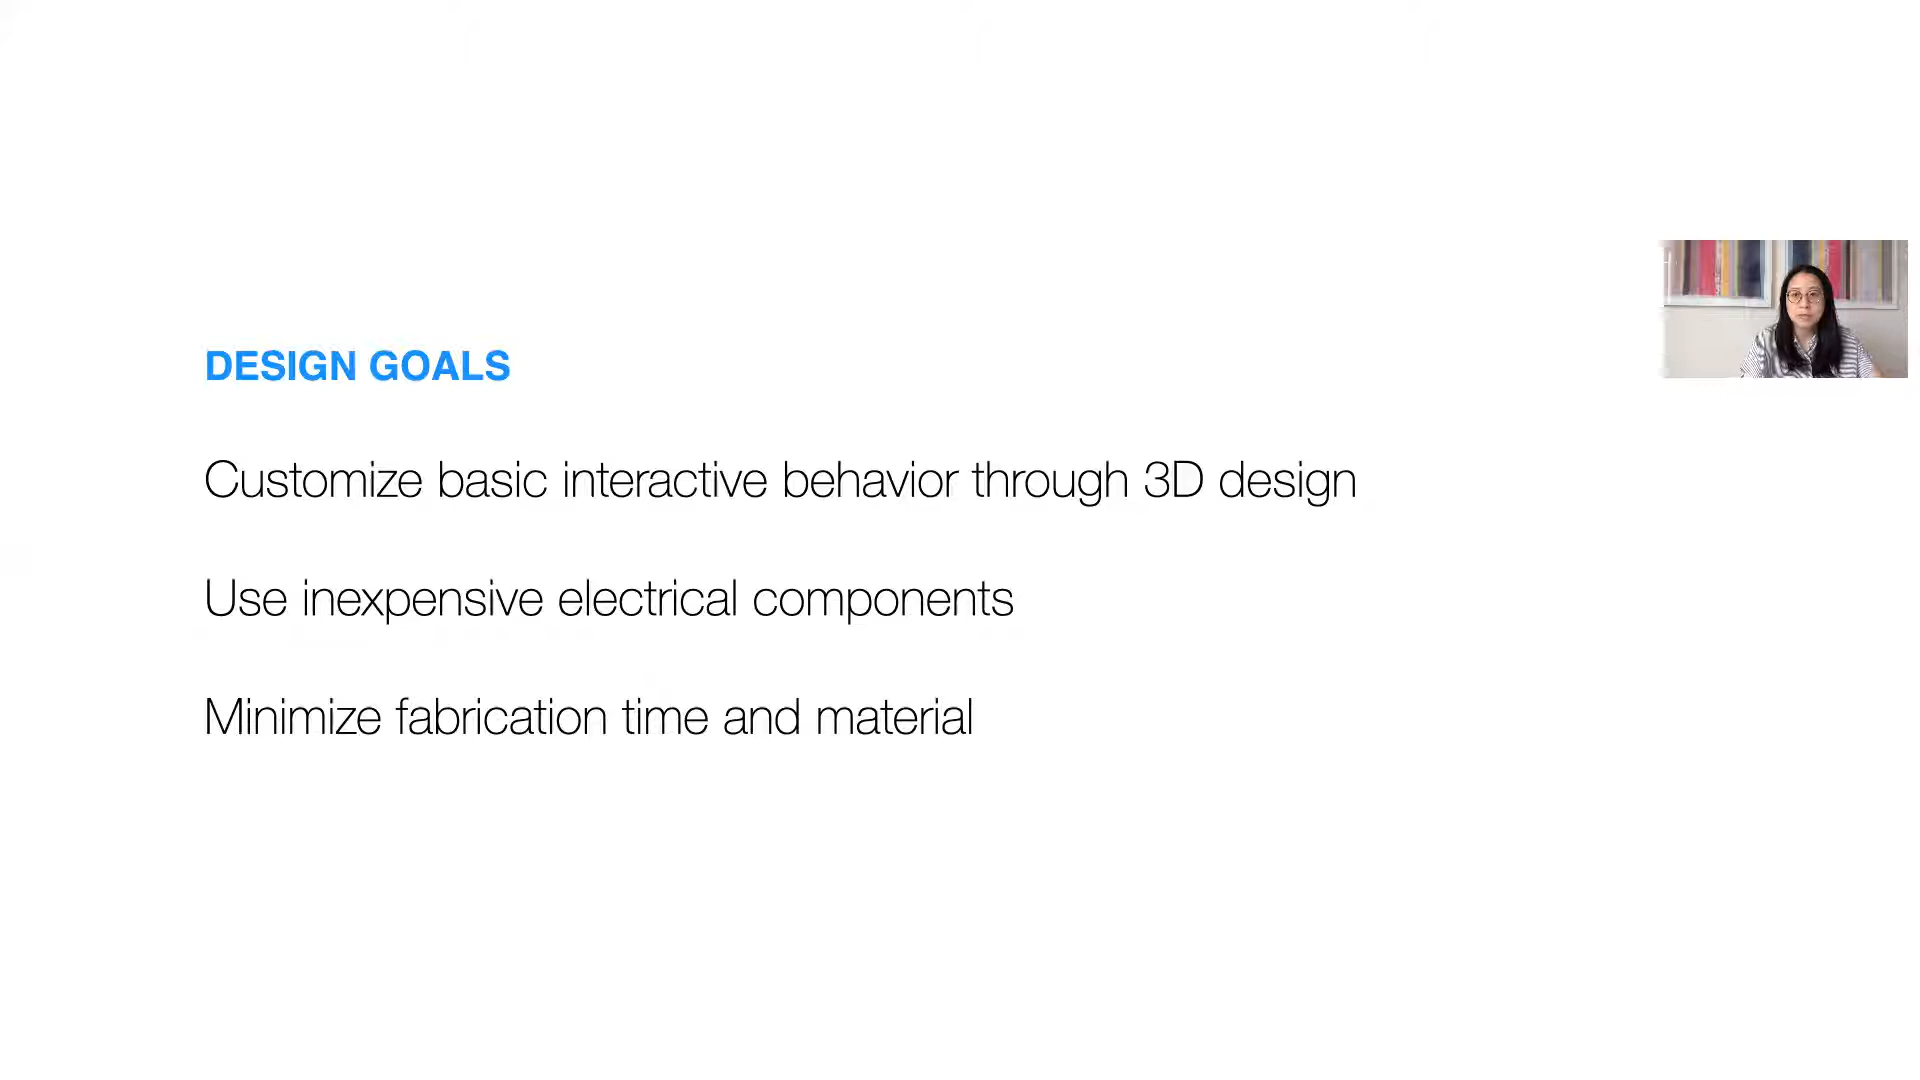 DESIGN GOALS
Customize basic interactive behavior through 3D design
Use inexpensive electrical components
Minimize fabrication time and material